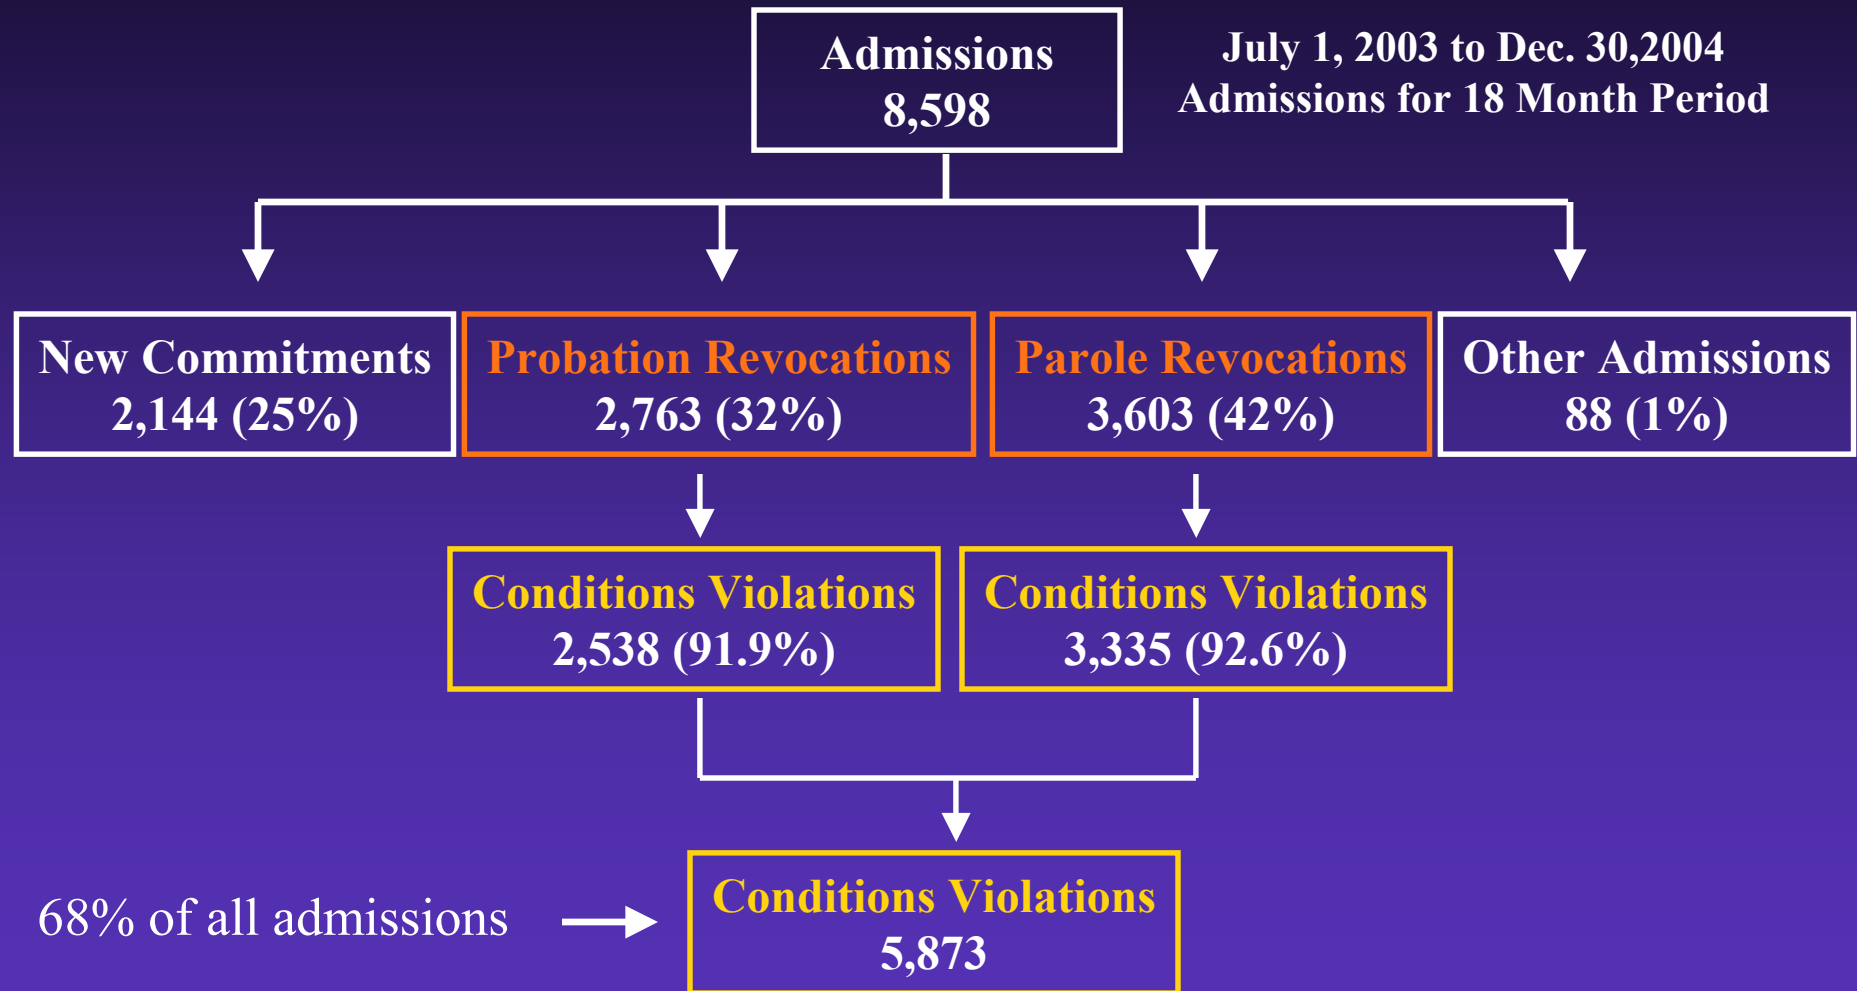 Admissions
8,598
July 1, 2003 to Dec. 30,2004
Admissions for 18 Month Period
New Commitments
2,144 (25%)
Probation Revocations
2,763 (32%)
Parole Revocations
3,603 (42%)
Other Admissions
88 (1%)
Conditions Violations
2,538 (91.9%)
Conditions Violations
3,335 (92.6%)
68% of all admissions
Conditions Violations
5,873